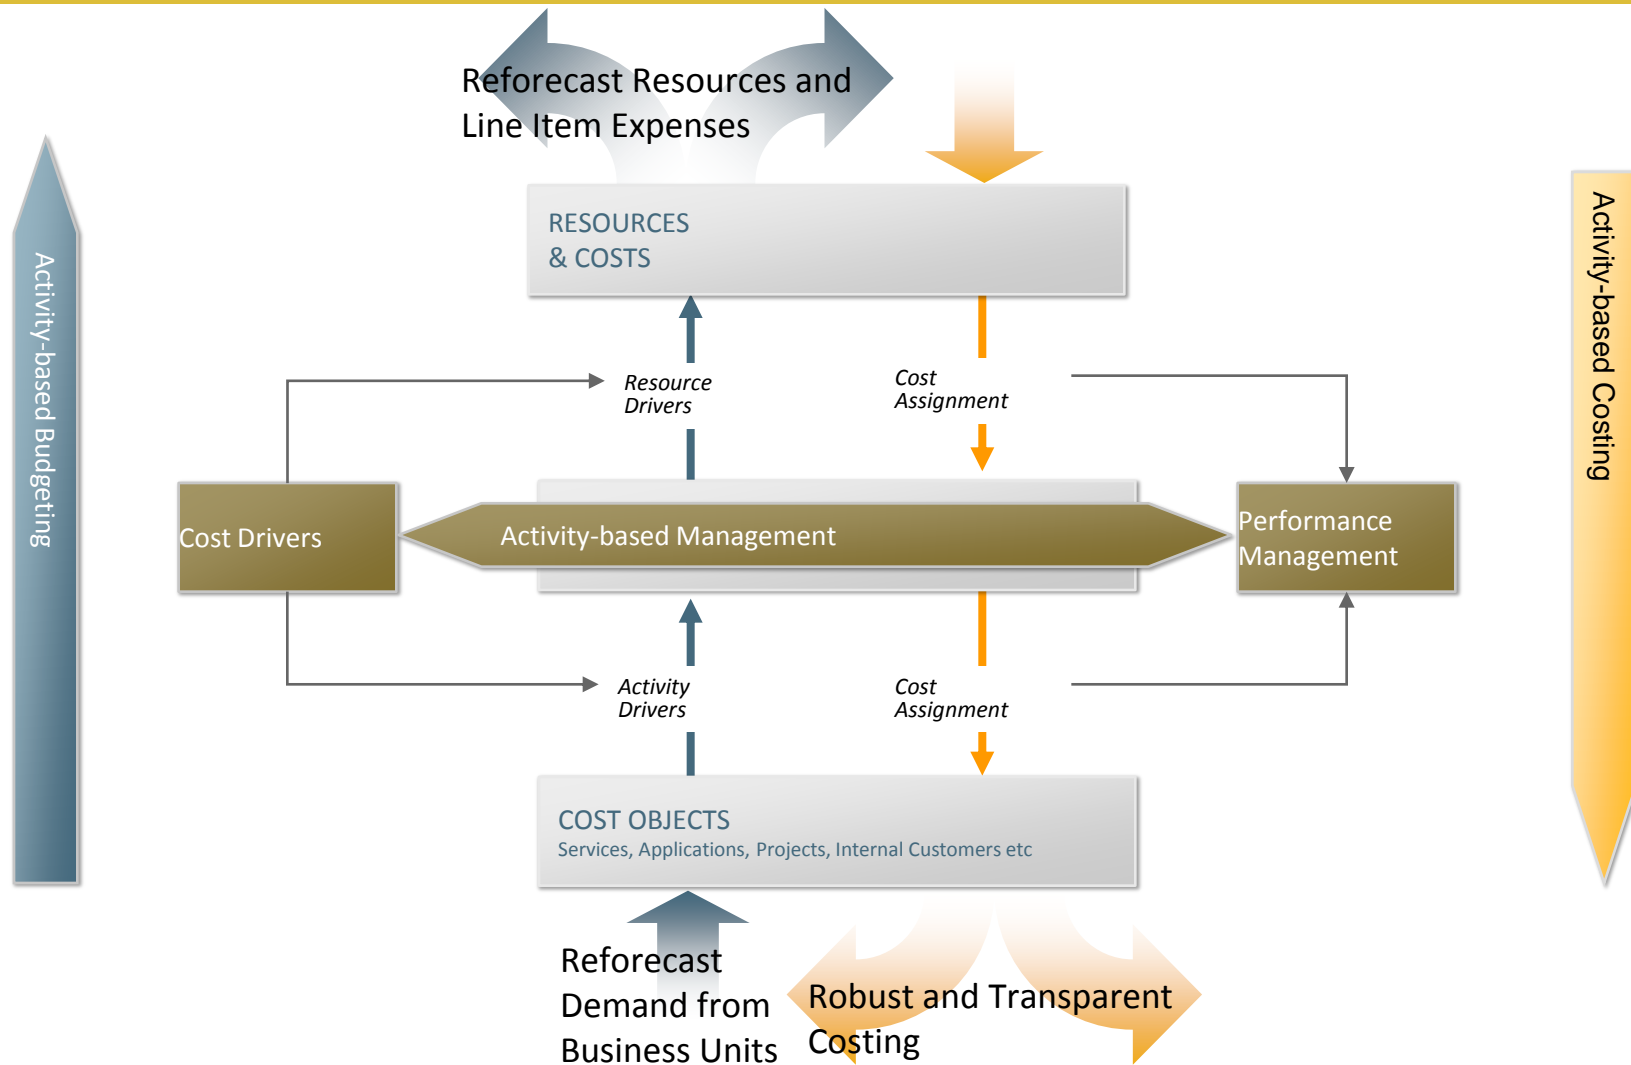 Reforecast Resources and
Line Item Expenses
RESOURCES
& COSTS
Activity-based Budgeting
Activity-based Costing
Resource
Drivers
Cost
Assignment
Cost Drivers
Activity-based Management
Performance
Management
Activity
Drivers
Cost
Assignment
COST OBJECTS
Services, Applications, Projects, Internal Customers etc
Reforecast
Demand from
Business Units
Robust and Transparent
Costing